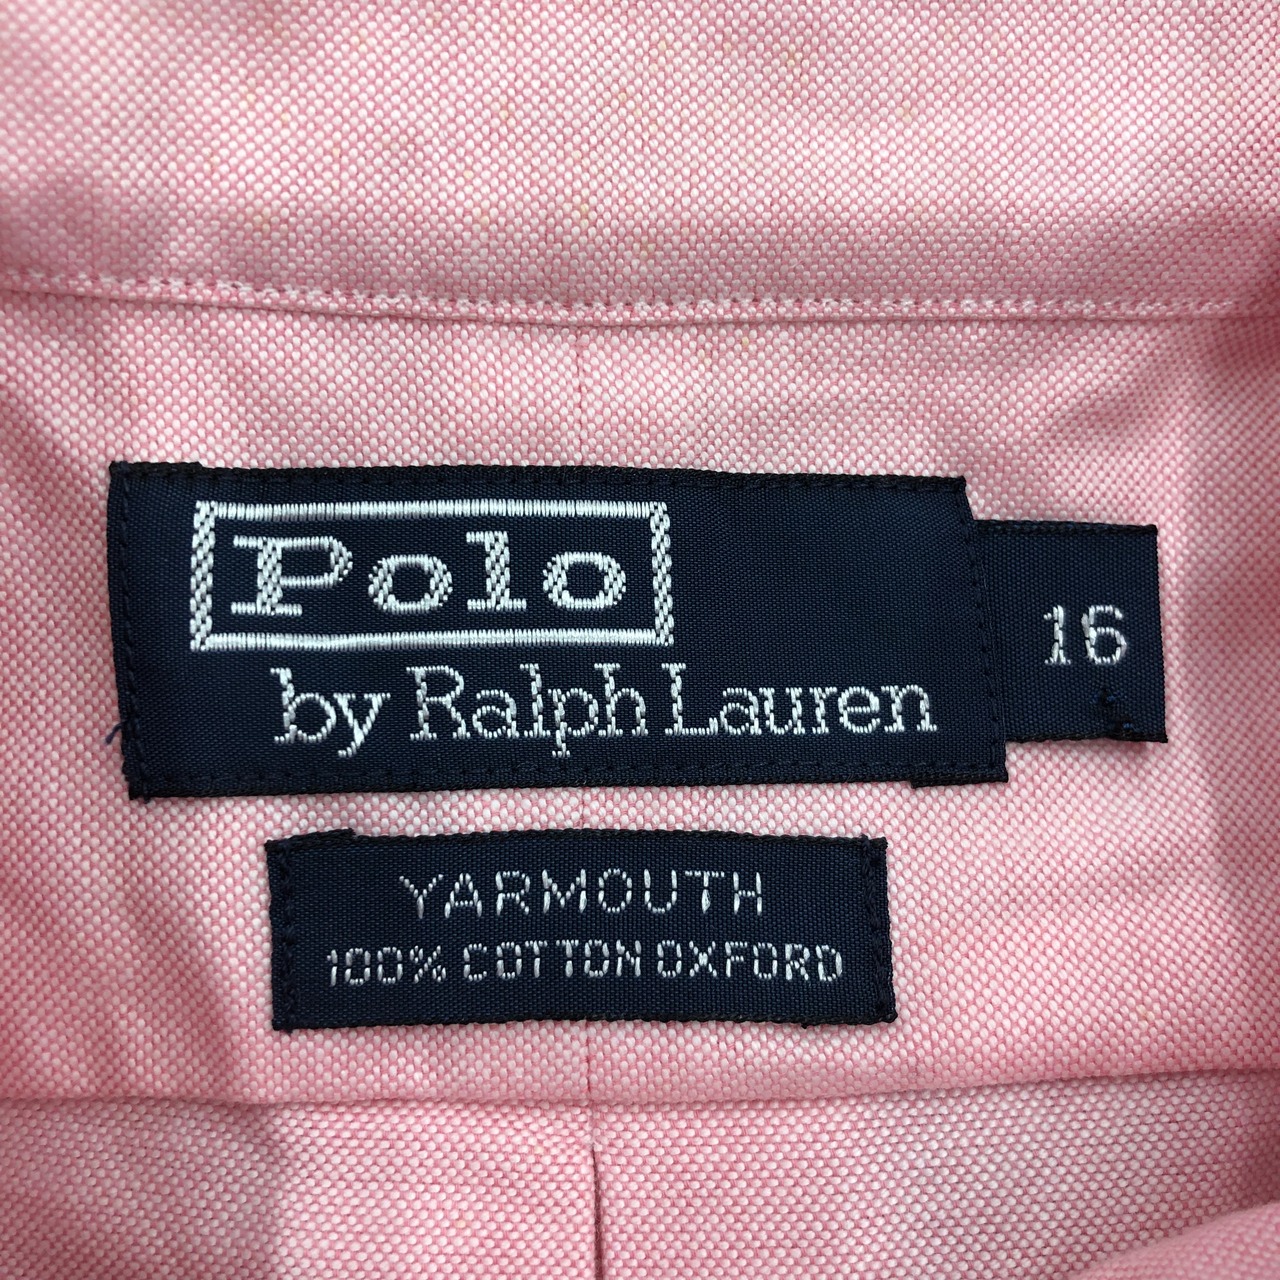 Polo
by Ralph Lauren
16
YARMOUTH
100% COTTON OXFORD